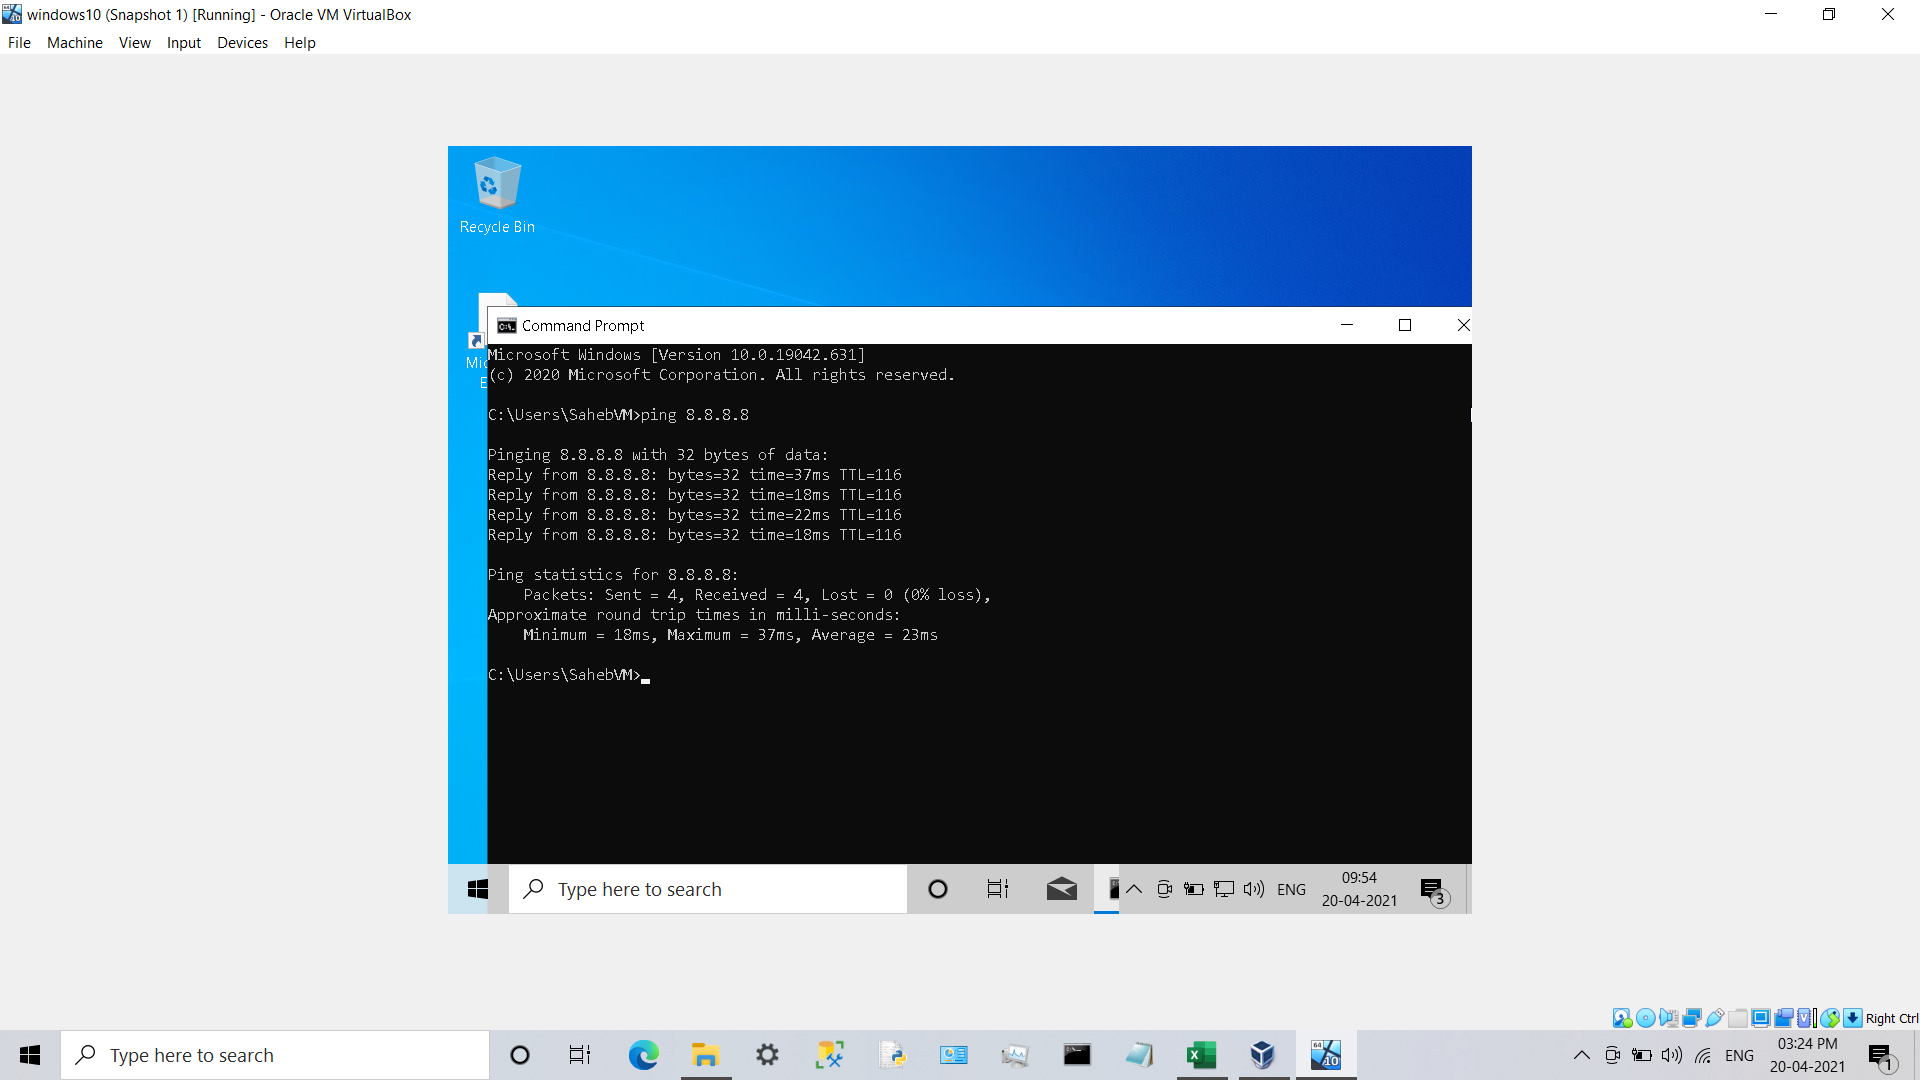 windows10 (Snapshot 1) [Running] - Oracle VM VirtualBox
File Machine View Input Devices Help
Recycle Bin
Command Prompt
Microsoft Windows [Version 10.0.19042.631]
(c) 2020 Microsoft Corporation. All rights reserved.
C:\Users\SahebVM>ping 8.8.8.8
Pinging 8.8.8.8 with 32 bytes of data:
Reply from 8.8.8.8: bytes=32 time=37ms TTL=116
Reply from 8.8.8.8: bytes=32 time=18ms TTL=116
Reply from 8.8.8.8: bytes=32 time=22ms TTL=116
Reply from 8.8.8.8: bytes=32 time=18ms TTL=116
Ping statistics for 8.8.8.8:
Packets: Sent = 4, Received = 4, Lost = 0 (0% loss),
Approximate round trip times in milli-seconds:
Minimum = 18ms, Maximum = 37ms, Average = 23ms
C:\Users\SahebVM>
Type here to search
ENG
09:54
20-04-2021
3
Right Ctrl
Type here to search
ENG
03:24 PM
20-04-2021
1